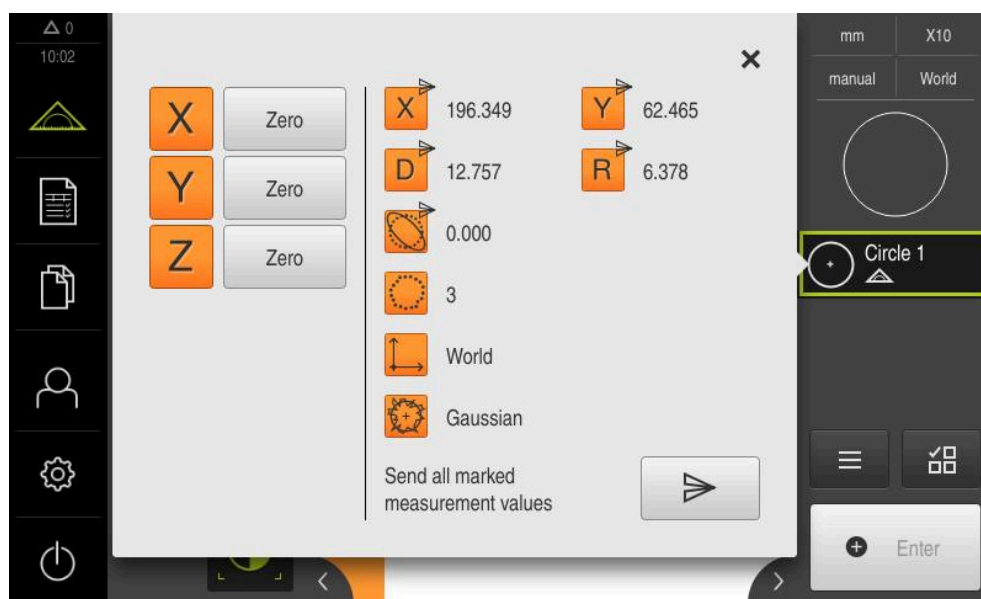 0
10:02
X Zero
Y Zero
Z Zero
X 196.349 Y 62.465
D 12.757 R 6.378
0.000
3
World
Gaussian
Send all marked
measurement values
mm X10
manual World
Circle 1
Enter